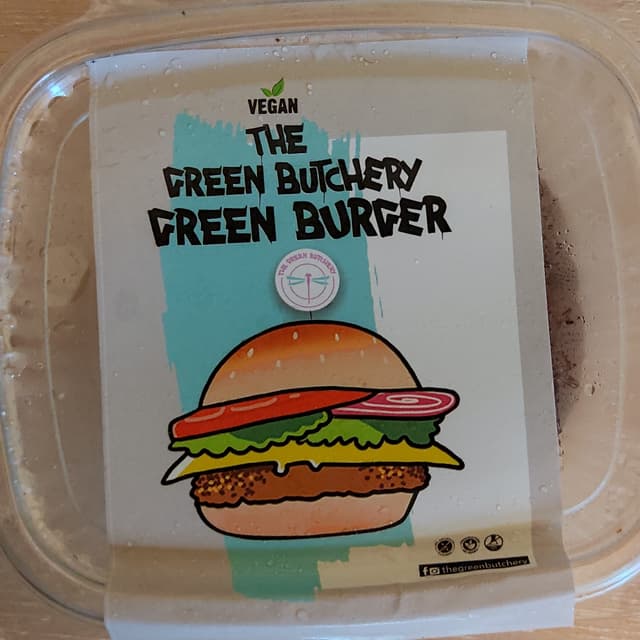 VEGAN
THE
GREEN BUTCHERY
GREEN BURGER
THE GREEN BUTCHERY
thegreenbutchery